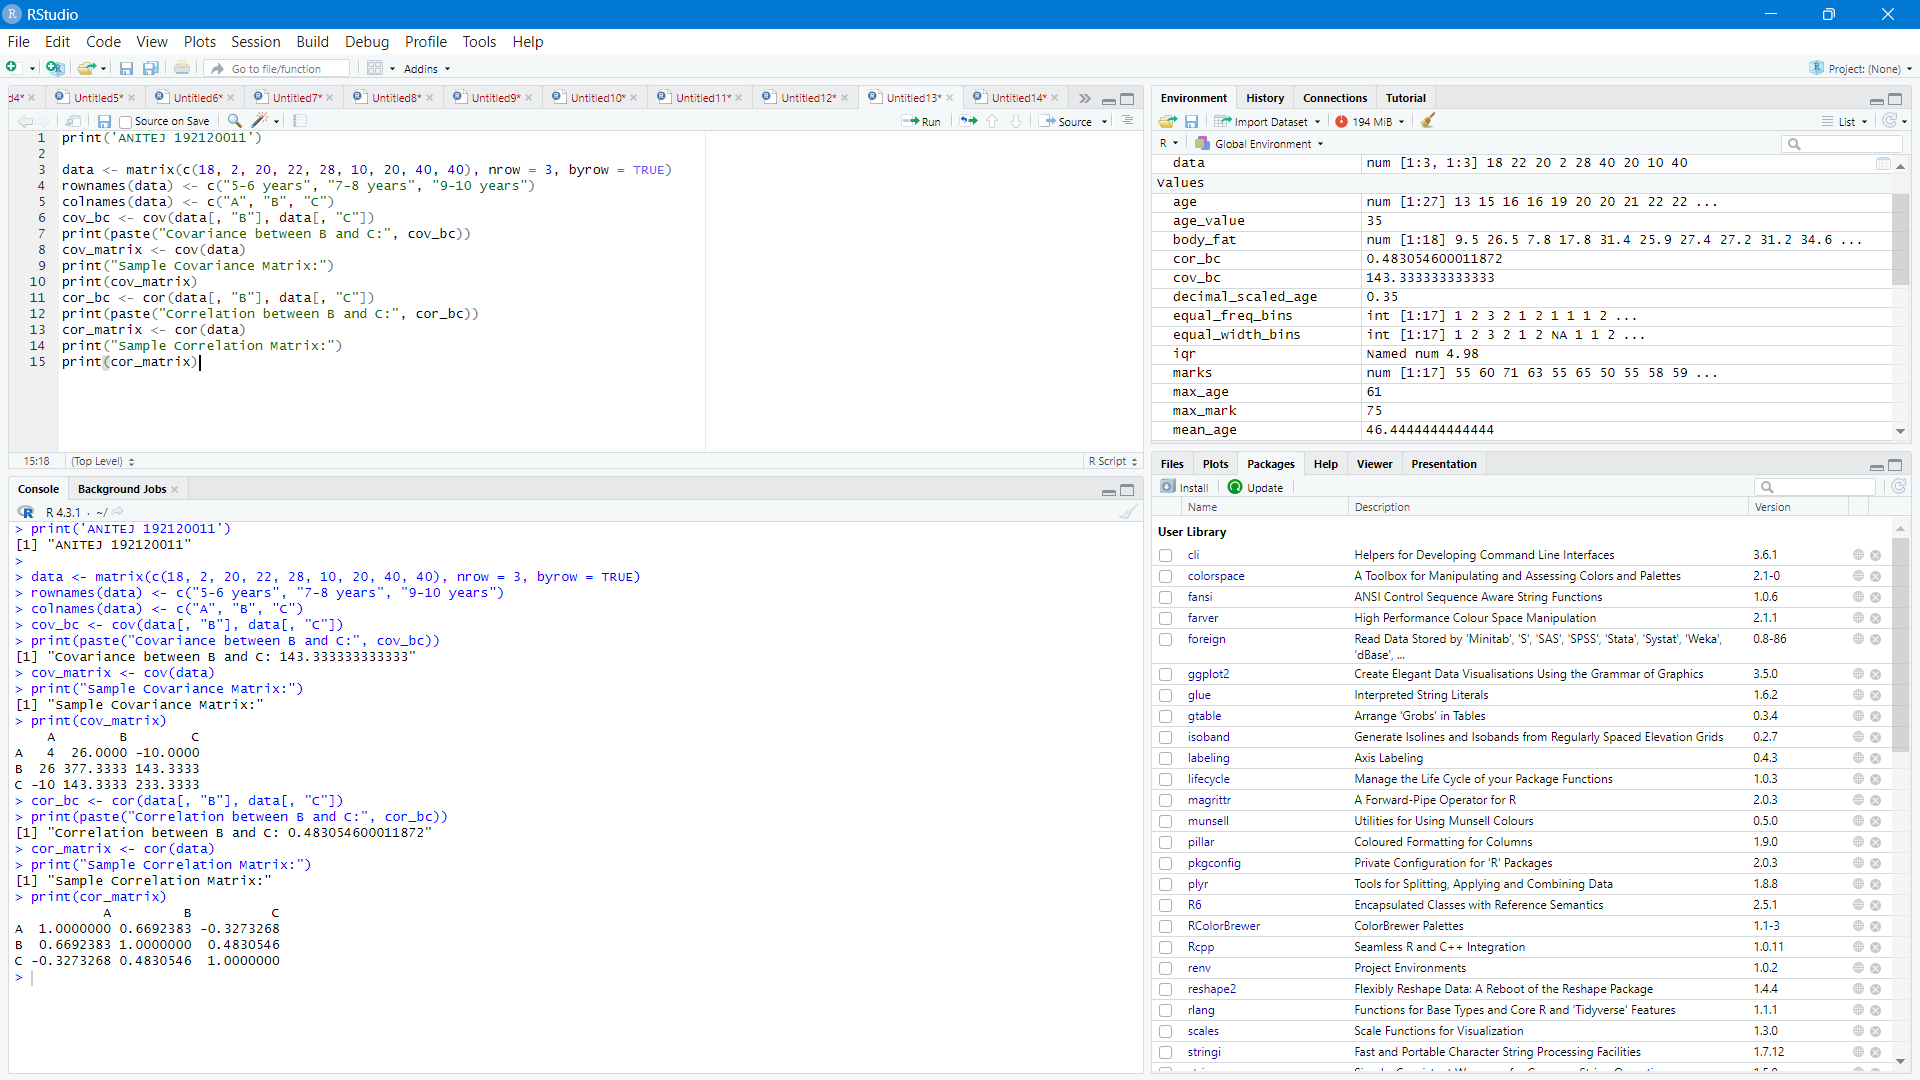 RStudio
File Edit Code View Plots Session Build Debug Profile Tools Help
Go to file/function Addins Project: (None)
d4* Untitled5* Untitled6* Untitled7* Untitled8* Untitled9* Untitled10* Untitled11* Untitled12* Untitled13* Untitled14*
Source on Save Run Source
1 print('ANITEJ 192120011')
2
3 data <- matrix(c(18, 2, 20, 22, 28, 10, 20, 40, 40), nrow = 3, byrow = TRUE)
4 rownames(data) <- c("5-6 years", "7-8 years", "9-10 years")
5 colnames(data) <- c("A", "B", "C")
6 cov_bc <- cov(data[, "B"], data[, "C"])
7 print(paste("Covariance between B and C:", cov_bc))
8 cov_matrix <- cov(data)
9 print("Sample Covariance Matrix:")
10 print(cov_matrix)
11 cor_bc <- cor(data[, "B"], data[, "C"])
12 print(paste("Correlation between B and C:", cor_bc))
13 cor_matrix <- cor(data)
14 print("Sample Correlation Matrix:")
15 print(cor_matrix)
15:18 (Top Level) R Script
Console Background Jobs
R 4.3.1 · ~/
> print('ANITEJ 192120011')
[1] "ANITEJ 192120011"
>
> data <- matrix(c(18, 2, 20, 22, 28, 10, 20, 40, 40), nrow = 3, byrow = TRUE)
> rownames(data) <- c("5-6 years", "7-8 years", "9-10 years")
> colnames(data) <- c("A", "B", "C")
> cov_bc <- cov(data[, "B"], data[, "C"])
> print(paste("Covariance between B and C:", cov_bc))
[1] "Covariance between B and C: 143.333333333333"
> cov_matrix <- cov(data)
> print("Sample Covariance Matrix:")
[1] "Sample Covariance Matrix:"
> print(cov_matrix)
A B C
A 4 26.0000 -10.0000
B 26 377.3333 143.3333
C -10 143.3333 233.3333
> cor_bc <- cor(data[, "B"], data[, "C"])
> print(paste("Correlation between B and C:", cor_bc))
[1] "Correlation between B and C: 0.483054600011872"
> cor_matrix <- cor(data)
> print("Sample Correlation Matrix:")
[1] "Sample Correlation Matrix:"
> print(cor_matrix)
A B C
A 1.0000000 0.6692383 -0.3273268
B 0.6692383 1.0000000 0.4830546
C -0.3273268 0.4830546 1.0000000
>
Environment History Connections Tutorial
Import Dataset 194 MiB List
R Global Environment
data num [1:3, 1:3] 18 22 20 2 28 40 20 10 40
Values
age num [1:27] 13 15 16 16 19 20 20 21 22 22 ...
age_value 35
body_fat num [1:18] 9.5 26.5 7.8 17.8 31.4 25.9 27.4 27.2 31.2 34.6 ...
cor_bc 0.483054600011872
cov_bc 143.333333333333
decimal_scaled_age 0.35
equal_freq_bins int [1:17] 1 2 3 2 1 2 1 1 1 2 ...
equal_width_bins int [1:17] 1 2 3 2 1 2 NA 1 1 2 ...
iqr Named num 4.98
marks num [1:17] 55 60 71 63 55 65 50 55 58 59 ...
max_age 61
max_mark 75
mean_age 46.4444444444444
Files Plots Packages Help Viewer Presentation
Install Update
Name Description Version
User Library
cli Helpers for Developing Command Line Interfaces 3.6.1
colorspace A Toolbox for Manipulating and Assessing Colors and Palettes 2.1-0
fansi ANSI Control Sequence Aware String Functions 1.0.6
farver High Performance Colour Space Manipulation 2.1.1
foreign Read Data Stored by 'Minitab', 'S', 'SAS', 'SPSS', 'Stata', 'Systat', 'Weka', 0.8-86
'dBase', ...
ggplot2 Create Elegant Data Visualisations Using the Grammar of Graphics 3.5.0
glue Interpreted String Literals 1.6.2
gtable Arrange 'Grobs' in Tables 0.3.4
isoband Generate Isolines and Isobands from Regularly Spaced Elevation Grids 0.2.7
labeling Axis Labeling 0.4.3
lifecycle Manage the Life Cycle of your Package Functions 1.0.3
magrittr A Forward-Pipe Operator for R 2.0.3
munsell Utilities for Using Munsell Colours 0.5.0
pillar Coloured Formatting for Columns 1.9.0
pkgconfig Private Configuration for 'R' Packages 2.0.3
plyr Tools for Splitting, Applying and Combining Data 1.8.8
R6 Encapsulated Classes with Reference Semantics 2.5.1
RColorBrewer ColorBrewer Palettes 1.1-3
Rcpp Seamless R and C++ Integration 1.0.11
renv Project Environments 1.0.2
reshape2 Flexibly Reshape Data: A Reboot of the Reshape Package 1.4.4
rlang Functions for Base Types and Core R and 'Tidyverse' Features 1.1.1
scales Scale Functions for Visualization 1.3.0
stringi Fast and Portable Character String Processing Facilities 1.7.12